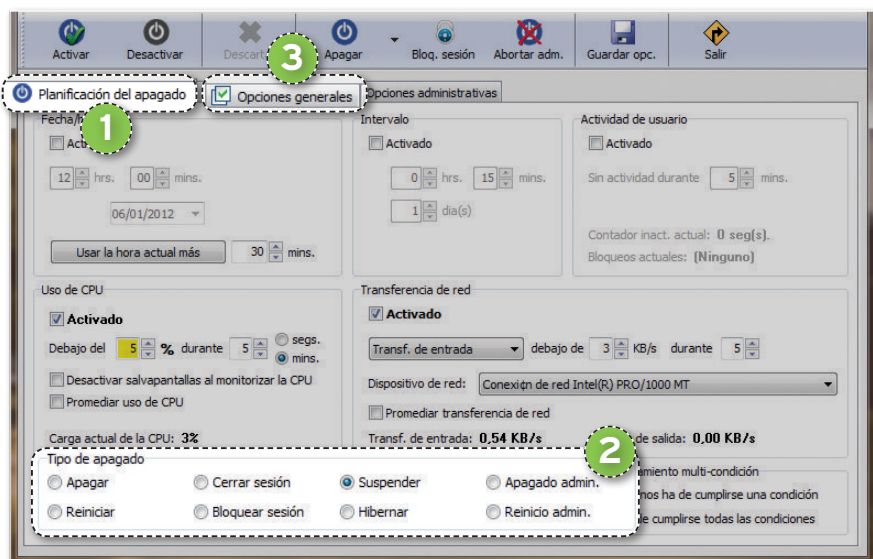 Activar Desactivar Descart Apagar Bloq. sesión Abortar adm. Guardar opc. Salir
3
Planificación del apagado Opciones generales Opciones administrativas
1
Fecha/h Intervalo Actividad de usuario
Act Activado Activado
12 hrs. 00 mins. 0 hrs. 15 mins. Sin actividad durante 5 mins.
06/01/2012 1 dia(s)
Contador inact. actual: 0 seg(s).
Usar la hora actual más 30 mins. Bloqueos actuales: (Ninguno)
Uso de CPU Transferencia de red
Activado Activado
Debajo del 5 % durante 5 segs. mins. Transf. de entrada debajo de 3 KB/s durante 5
Desactivar salvapantallas al monitorizar la CPU Dispositivo de red: Conexión de red Intel(R) PRO/1000 MT
Promediar uso de CPU Promediar transferencia de red
Carga actual de la CPU: 3% Transf. de entrada: 0,54 KB/s de salida: 0,00 KB/s
2
Tipo de apagado miento multi-condición
Apagar Cerrar sesión Suspender Apagado admin. nos ha de cumplirse una condición
Reiniciar Bloquear sesión Hibernar Reinicio admin. de cumplirse todas las condiciones